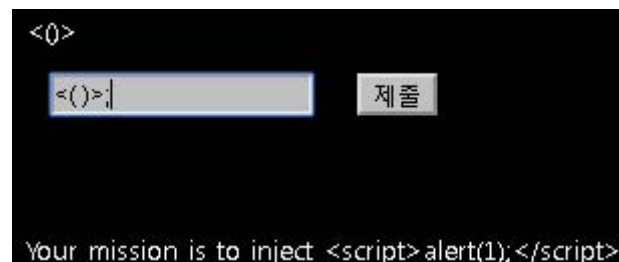 <()>
<()>;
제출
Your mission is to inject <script>alert(1);</script>